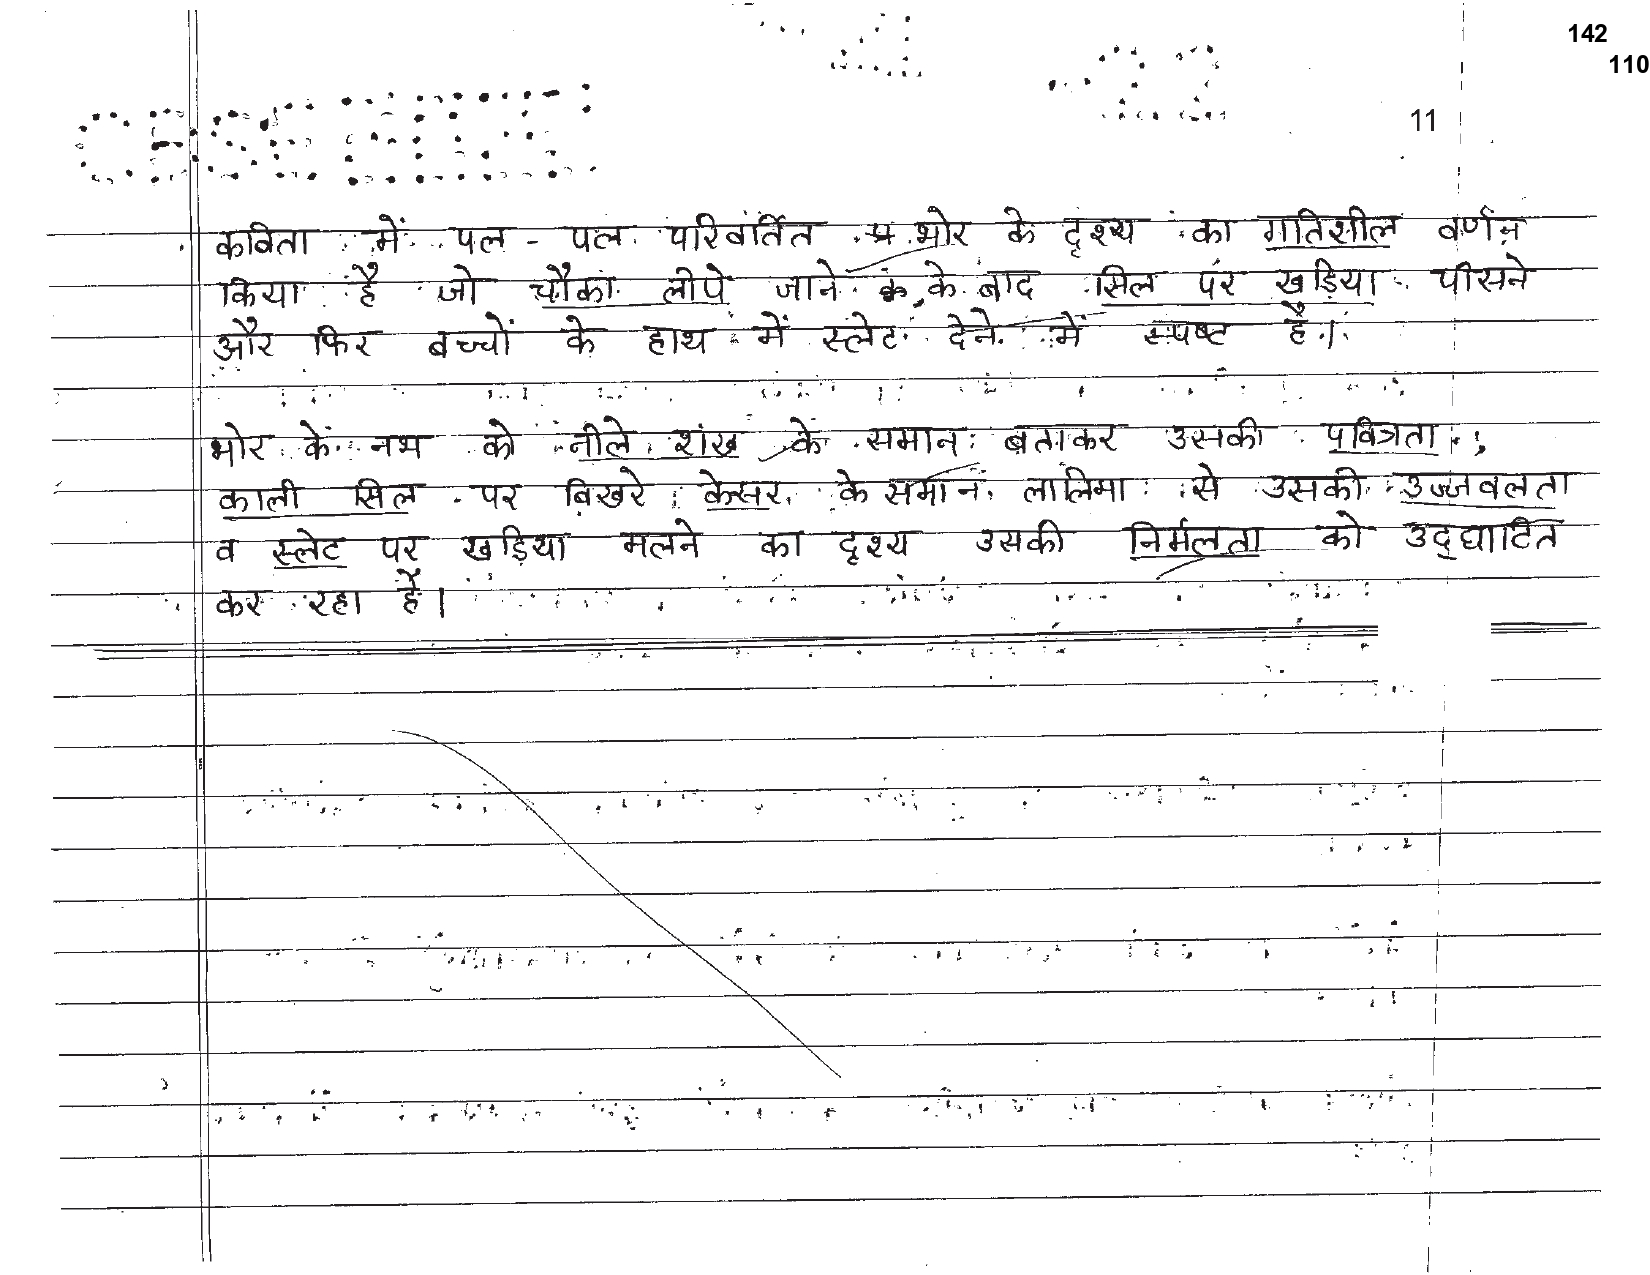 142
110
11
कविता में पल - पल परिवर्तित भोर के दृश्य का गतिशील वर्णन
किया है जो चौका लीपे जाने के बाद सिल पर खड़िया पीसने
और फिर बच्चों के हाथ में स्लेट देने में स्पष्ट है।
भोर के नभ को नीले शंख के समान बताकर उसकी पवित्रता,
काली सिल पर बिखरे केसर के समान लालिमा से उसकी उज्जवलता
व स्लेट पर खड़िया मलने का दृश्य उसकी निर्मलता को उद्घाटित
कर रहा है।